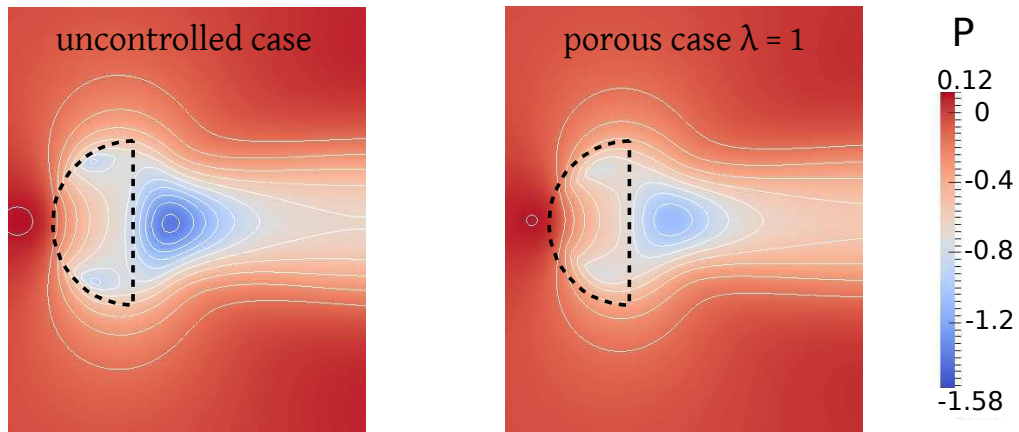 uncontrolled case
porous case λ = 1
P
0.12
0
-0.4
-0.8
-1.2
-1.58